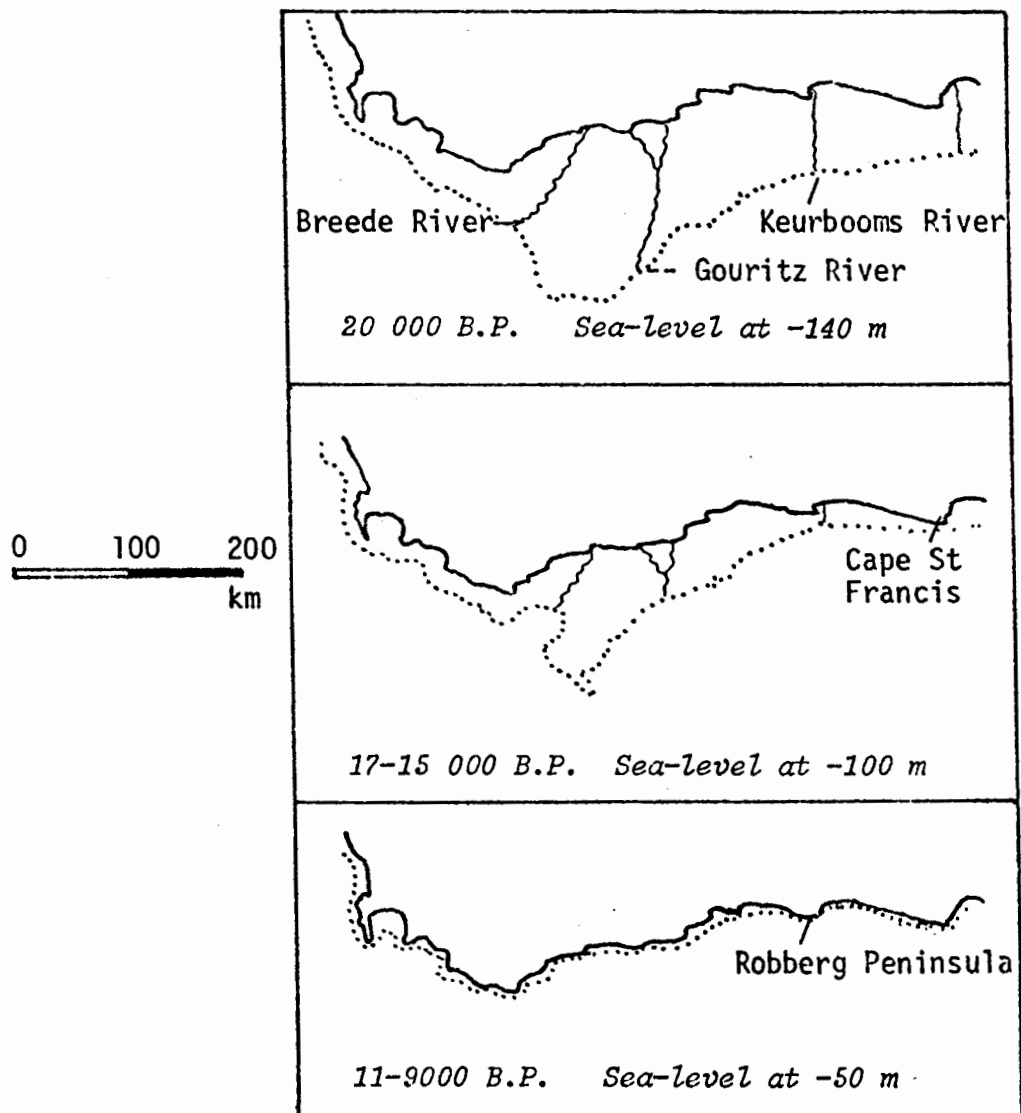 Breede River
Keurbooms River
Gouritz River
20 000 B.P. Sea-level at -140 m
0 100 200
km
Cape St
Francis
17-15 000 B.P. Sea-level at -100 m
Robberg Peninsula
11-9000 B.P. Sea-level at -50 m